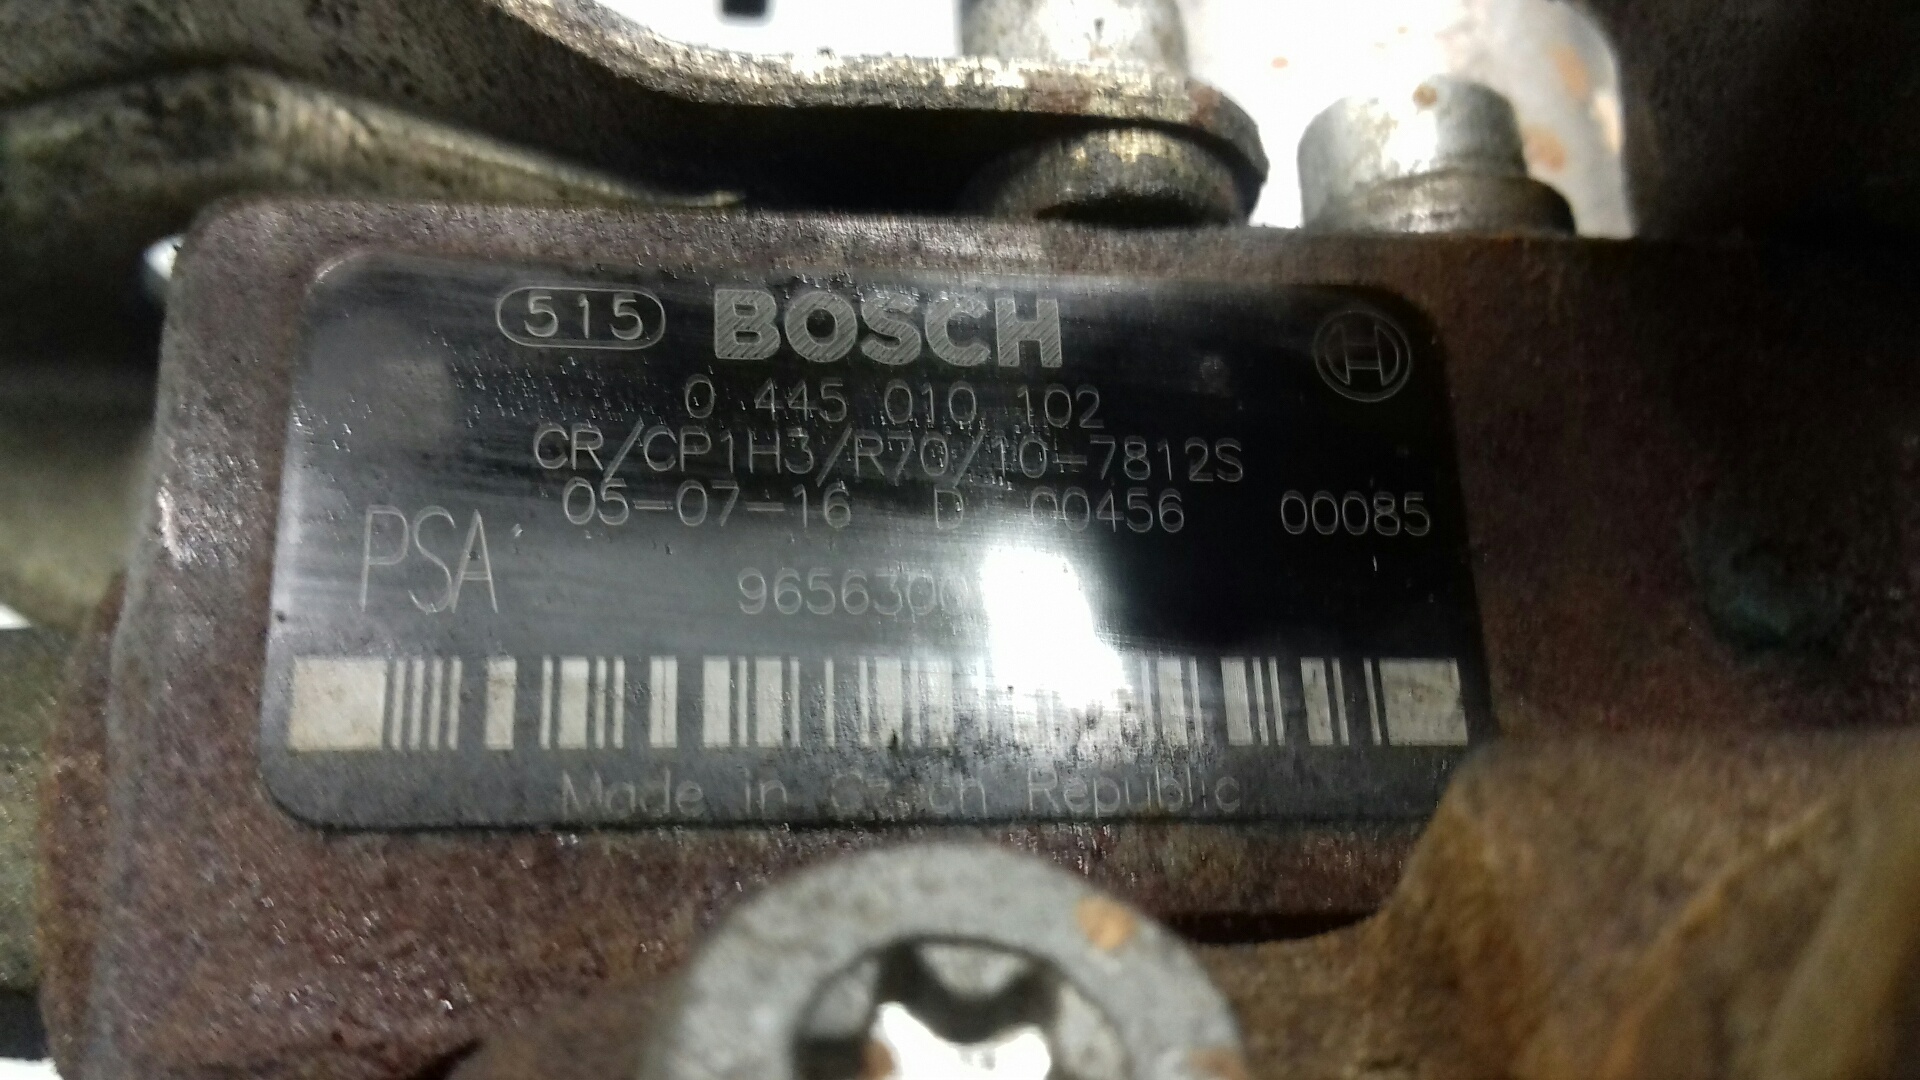 515 BOSCH
0 445 010 102
CR/CP1H3/R70/10-7812S
05-07-16 D 00456 00085
PSA
Made in Czech Republic